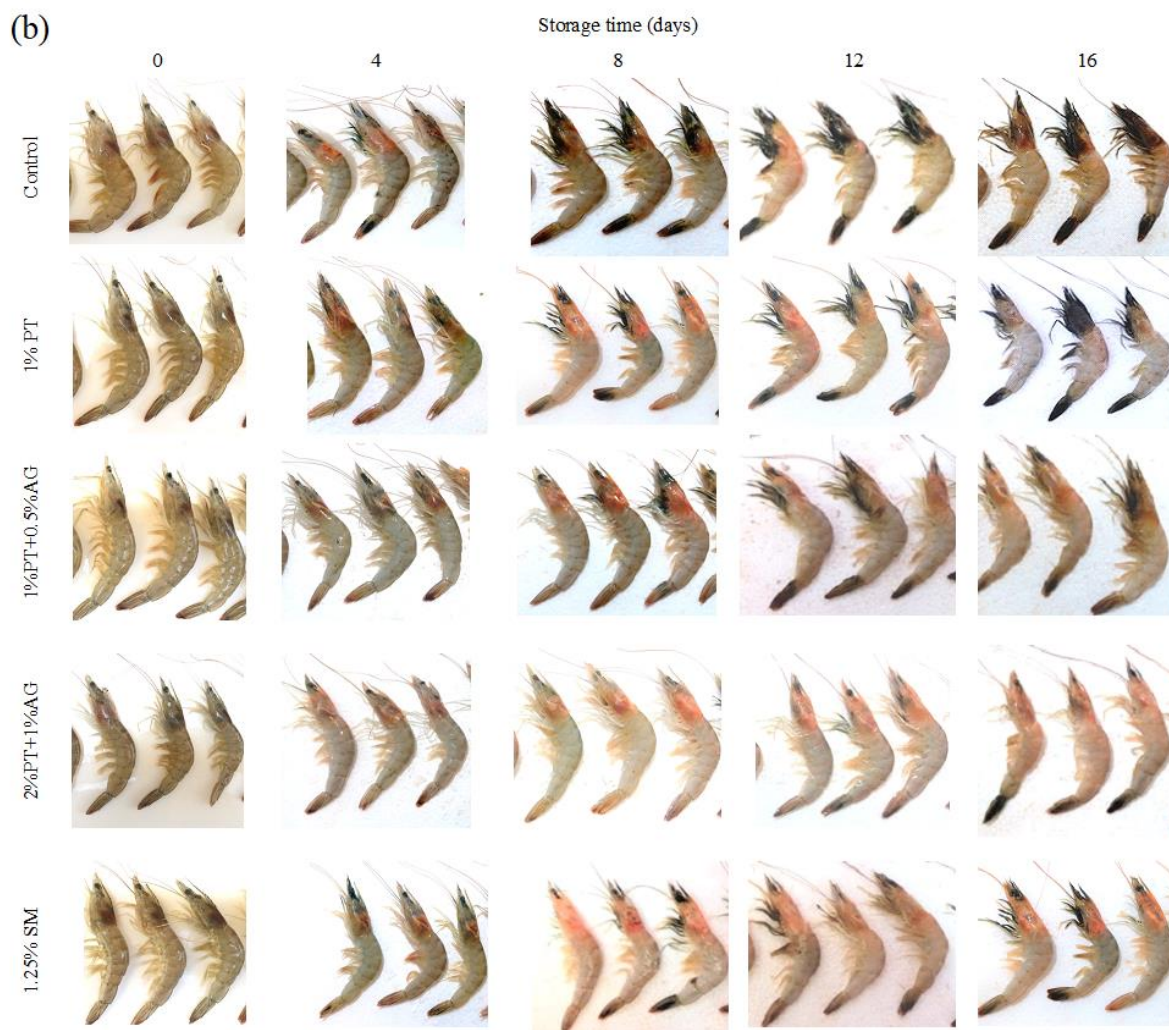 (b)
Storage time (days)
0 4 8 12 16
Control
1% PT
1%PT+0.5%AG
2%PT+1%AG
1.25% SM